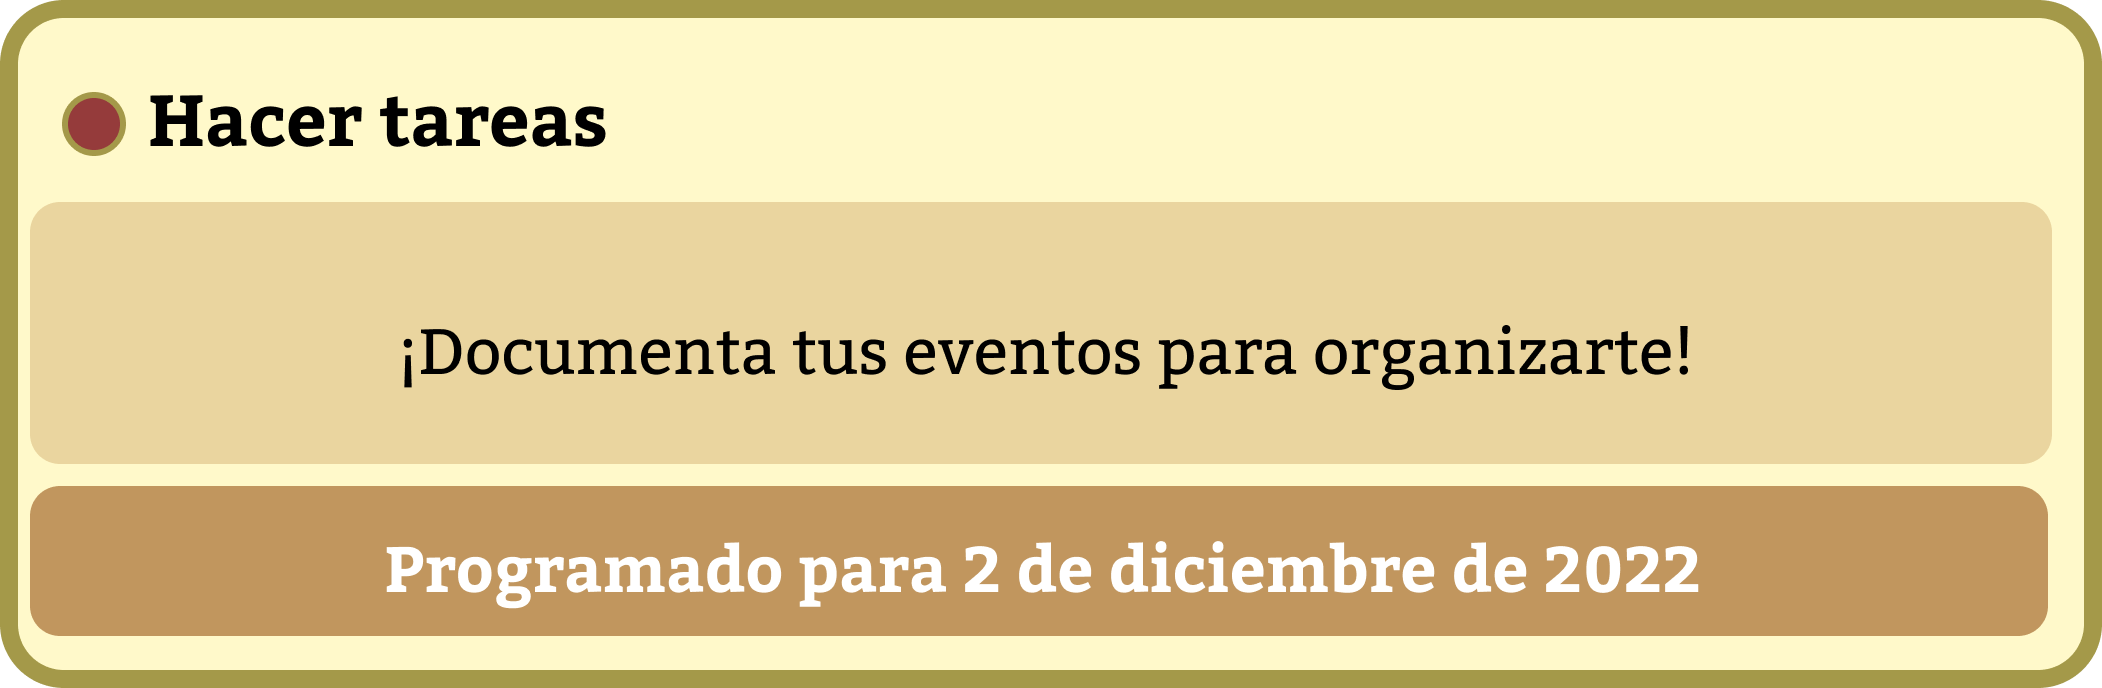 Hacer tareas
¡Documenta tus eventos para organizarte!
Programado para 2 de diciembre de 2022